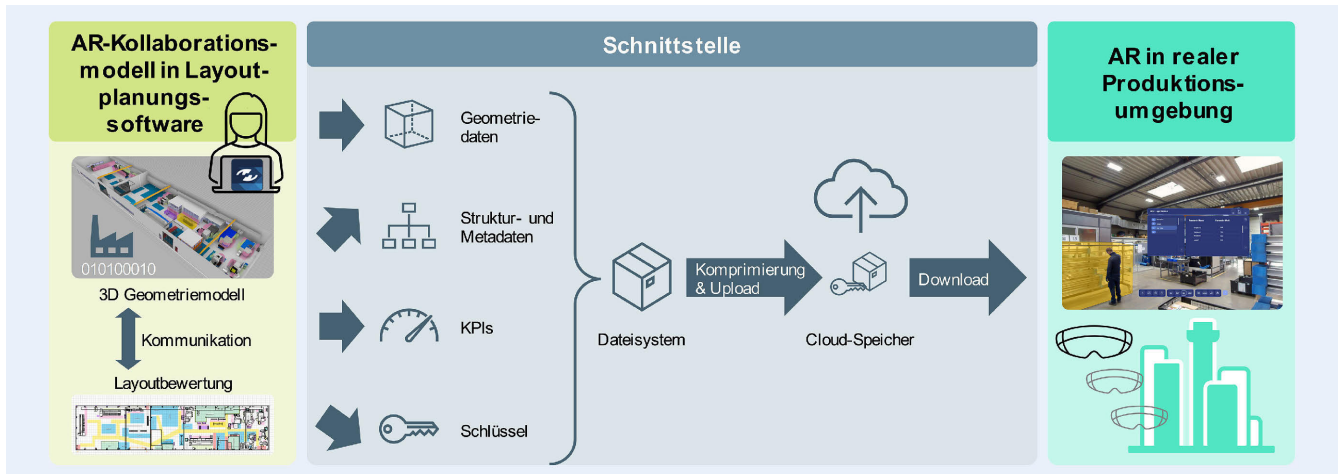 AR-Kollaborations-
modell in Layout-
planungs-
software
010100010
3D Geometriemodell
Kommunikation
Layoutbewertung
Schnittstelle
Geometrie-
daten
Struktur- und
Metadaten
KPIs
Schlüssel
Dateisystem
Komprimierung
& Upload
Cloud-Speicher
Download
AR in realer
Produktions-
umgebung